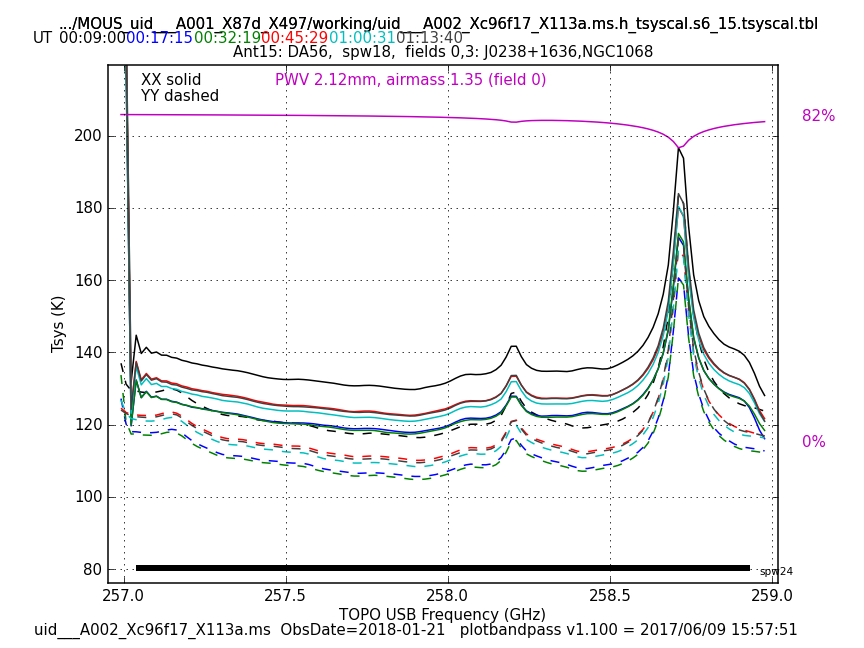 .../MOUS_uid___A001_X87d_X497/working/uid___A002_Xc96f17_X113a.ms.h_tsyscal.s6_15.tsyscal.tbl
UT 00:09:00 00:17:15 00:32:19 00:45:29 01:00:31 01:13:40
Ant15: DA56, spw18, fields 0,3: J0238+1636,NGC1068
XX solid
PWV 2.12mm, airmass 1.35 (field 0)
YY dashed
82%
200
180
160
140
120
100
80
0%
Tsys (K)
spw24
257.0 257.5 258.0 258.5 259.0
TOPO USB Frequency (GHz)
uid___A002_Xc96f17_X113a.ms ObsDate=2018-01-21 plotbandpass v1.100 = 2017/06/09 15:57:51